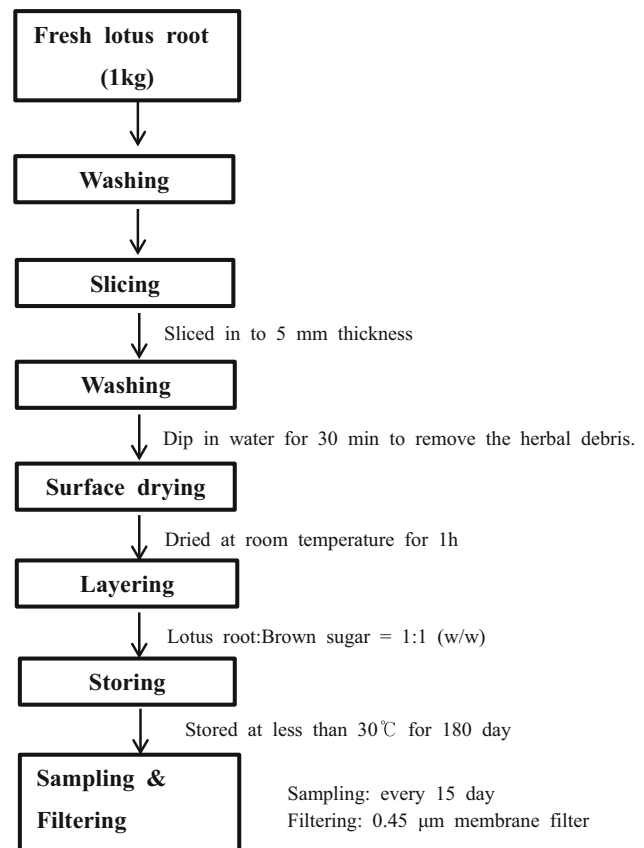 Fresh lotus root
(1kg)
Washing
Slicing
Sliced in to 5 mm thickness
Washing
Dip in water for 30 min to remove the herbal debris.
Surface drying
Dried at room temperature for 1h
Layering
Lotus root:Brown sugar = 1:1 (w/w)
Storing
Stored at less than 30℃ for 180 day
Sampling &
Filtering
Sampling: every 15 day
Filtering: 0.45 μm membrane filter